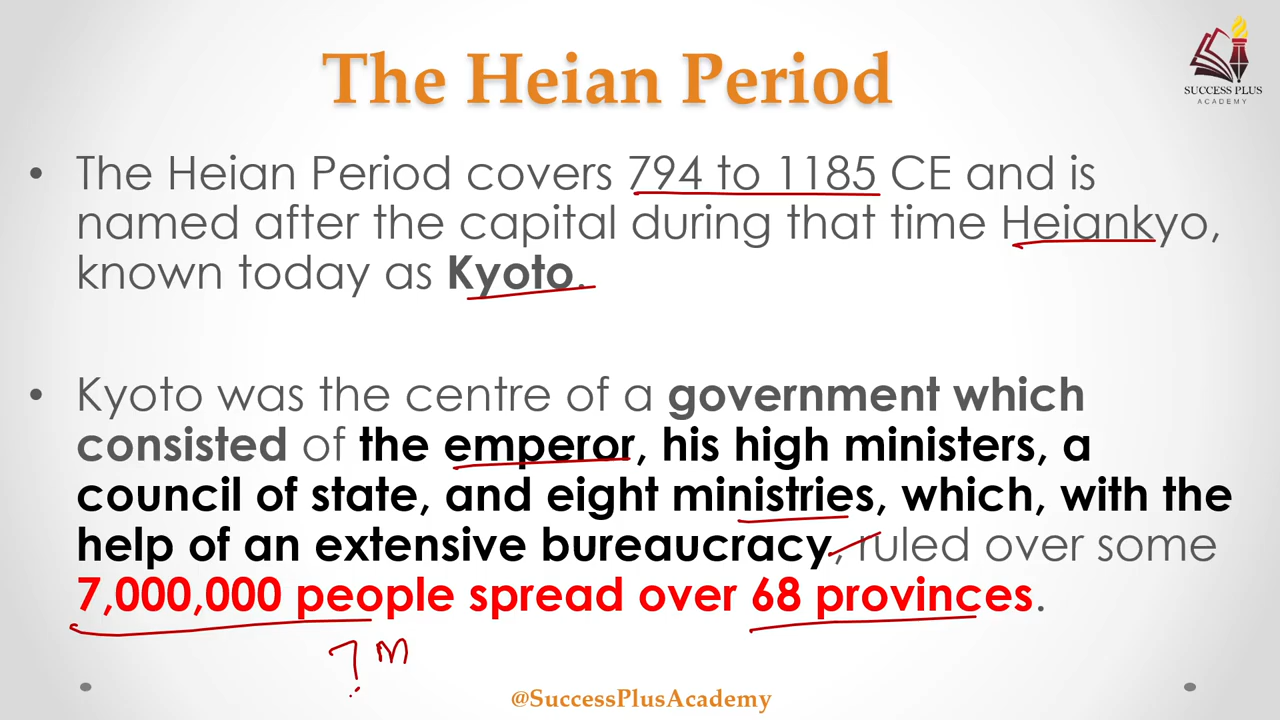 The Heian Period
SUCCESS PLUS
ACADEMY
• The Heian Period covers 794 to 1185 CE and is
named after the capital during that time Heiankyo,
known today as Kyoto.
• Kyoto was the centre of a government which
consisted of the emperor, his high ministers, a
council of state, and eight ministries, which, with the
help of an extensive bureaucracy, ruled over some
7,000,000 people spread over 68 provinces.
7 M
@SuccessPlusAcademy